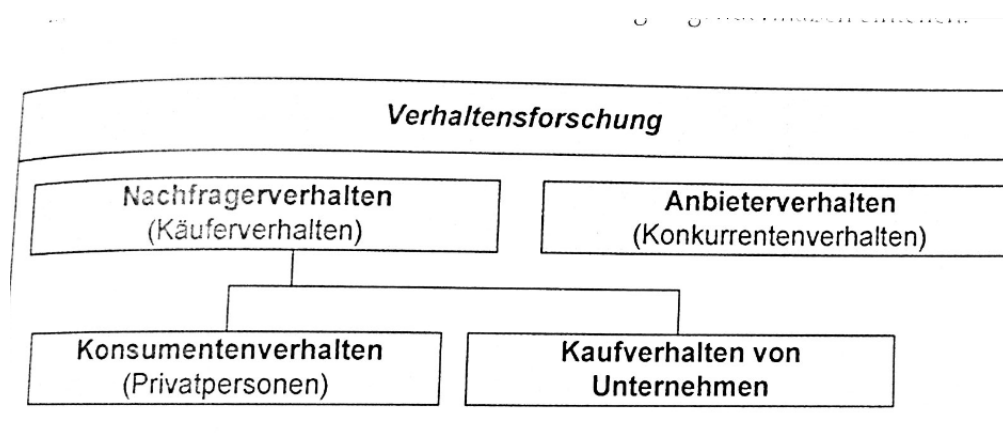 Verhaltensforschung
Nachfragerverhalten
(Käuferverhalten)
Anbieterverhalten
(Konkurrentenverhalten)
Konsumentenverhalten
(Privatpersonen)
Kaufverhalten von
Unternehmen